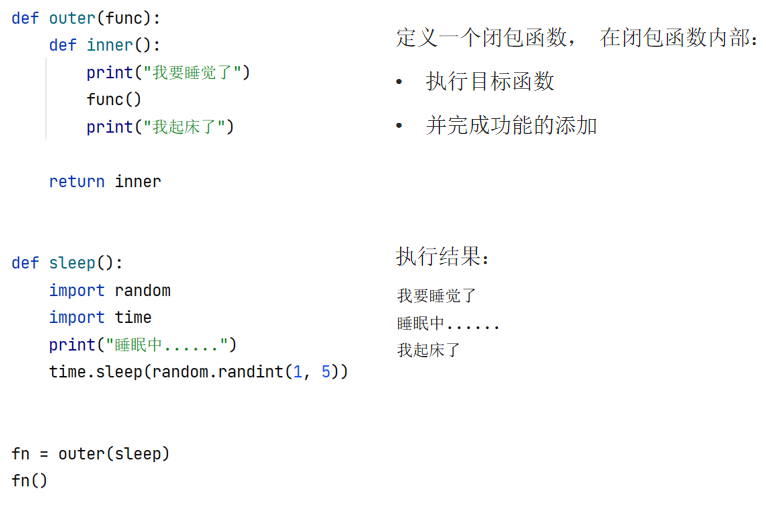 def outer(func):
    def inner():
        print("我要睡觉了")
        func()
        print("我起床了")
    return inner
def sleep():
    import random
    import time
    print("睡眠中......")
    time.sleep(random.randint(1, 5))
fn = outer(sleep)
fn()
定义一个闭包函数， 在闭包函数内部：
• 执行目标函数
• 并完成功能的添加
执行结果：
我要睡觉了
睡眠中......
我起床了